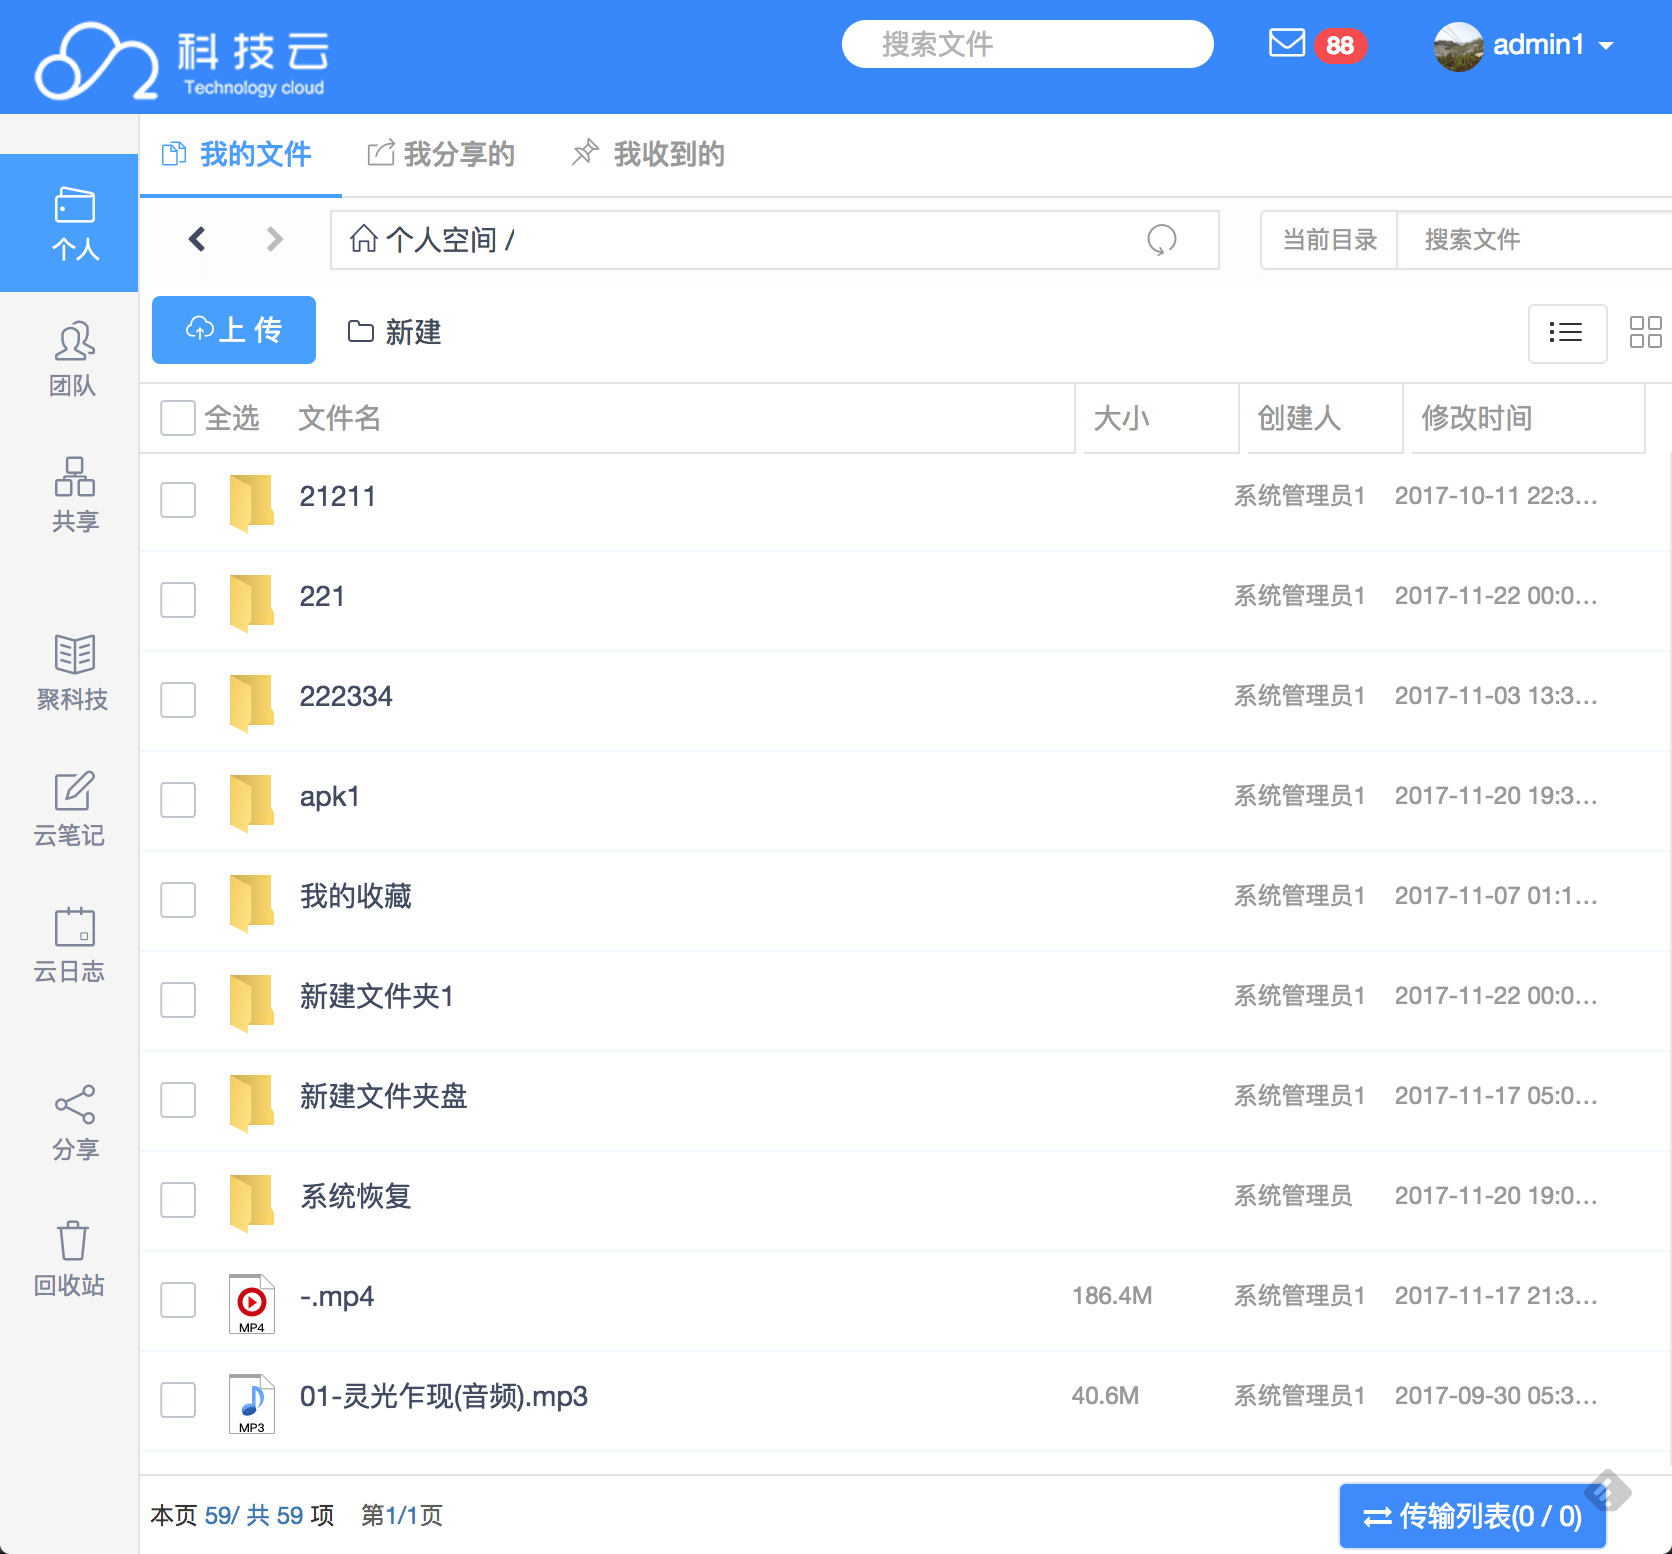 科技云
Technology cloud
搜索文件
88
admin1
我的文件
我分享的
我收到的
个人
个人空间 /
当前目录
搜索文件
上 传
新建
团队
全选
文件名
大小
创建人
修改时间
共享
聚科技
云笔记
云日志
分享
回收站
21211 系统管理员1 2017-10-11 22:3...
221 系统管理员1 2017-11-22 00:0...
222334 系统管理员1 2017-11-03 13:3...
apk1 系统管理员1 2017-11-20 19:3...
我的收藏 系统管理员1 2017-11-07 01:1...
新建文件夹1 系统管理员1 2017-11-22 00:0...
新建文件夹盘 系统管理员1 2017-11-17 05:0...
系统恢复 系统管理员 2017-11-20 19:0...
MP4 -.mp4 186.4M 系统管理员1 2017-11-17 21:3...
MP3 01-灵光乍现(音频).mp3 40.6M 系统管理员1 2017-09-30 05:3...
本页 59/ 共 59 项 第1/1页
传输列表(0 / 0)